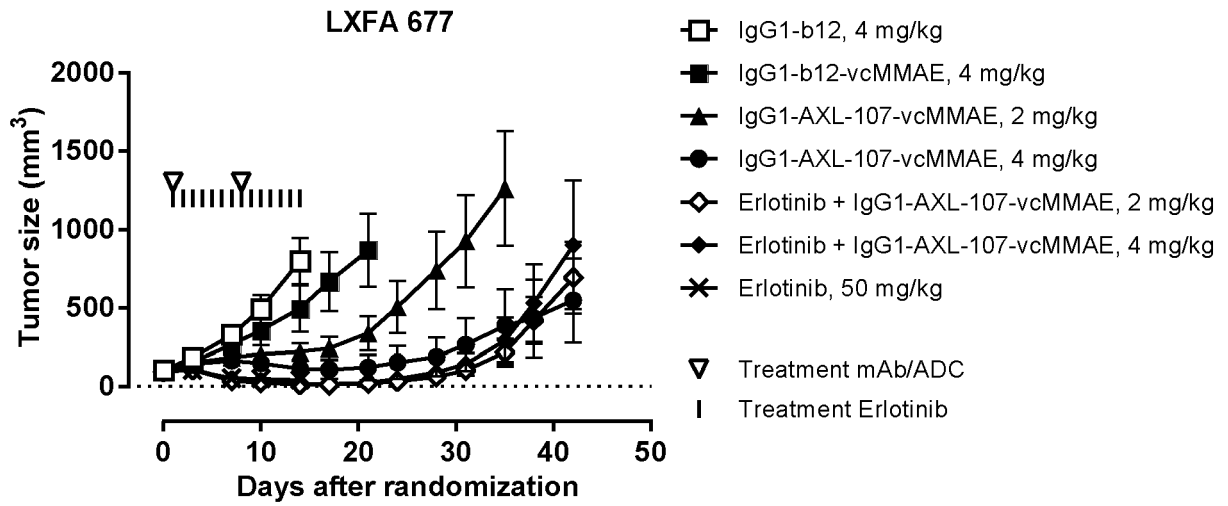 LXFA 677
2000
1500
1000
500
0
Tumor size (mm³)
0 10 20 30 40 50
Days after randomization
IgG1-b12, 4 mg/kg
IgG1-b12-vcMMAE, 4 mg/kg
IgG1-AXL-107-vcMMAE, 2 mg/kg
IgG1-AXL-107-vcMMAE, 4 mg/kg
Erlotinib + IgG1-AXL-107-vcMMAE, 2 mg/kg
Erlotinib + IgG1-AXL-107-vcMMAE, 4 mg/kg
Erlotinib, 50 mg/kg
Treatment mAb/ADC
Treatment Erlotinib